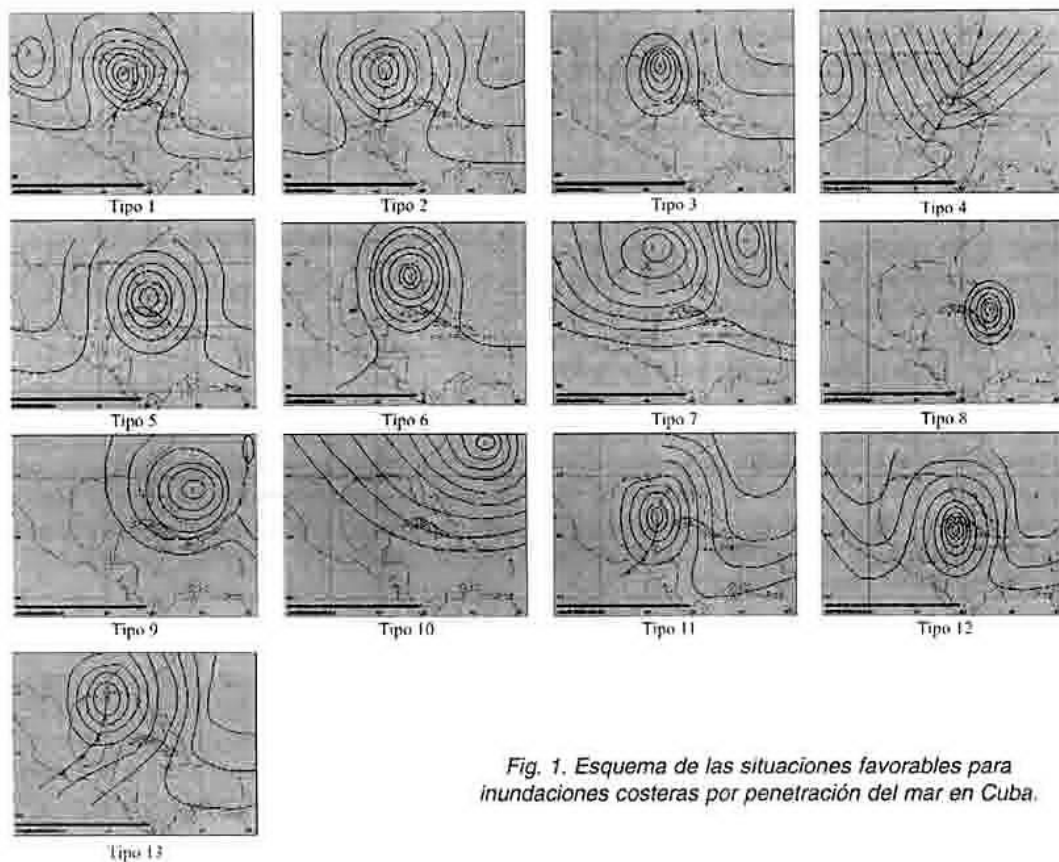 Tipo 1
Tipo 2
Tipo 3
Tipo 4
Tipo 5
Tipo 6
Tipo 7
Tipo 8
Tipo 9
Tipo 10
Tipo 11
Tipo 12
Tipo 13
Fig. 1. Esquema de las situaciones favorables para
inundaciones costeras por penetración del mar en Cuba.